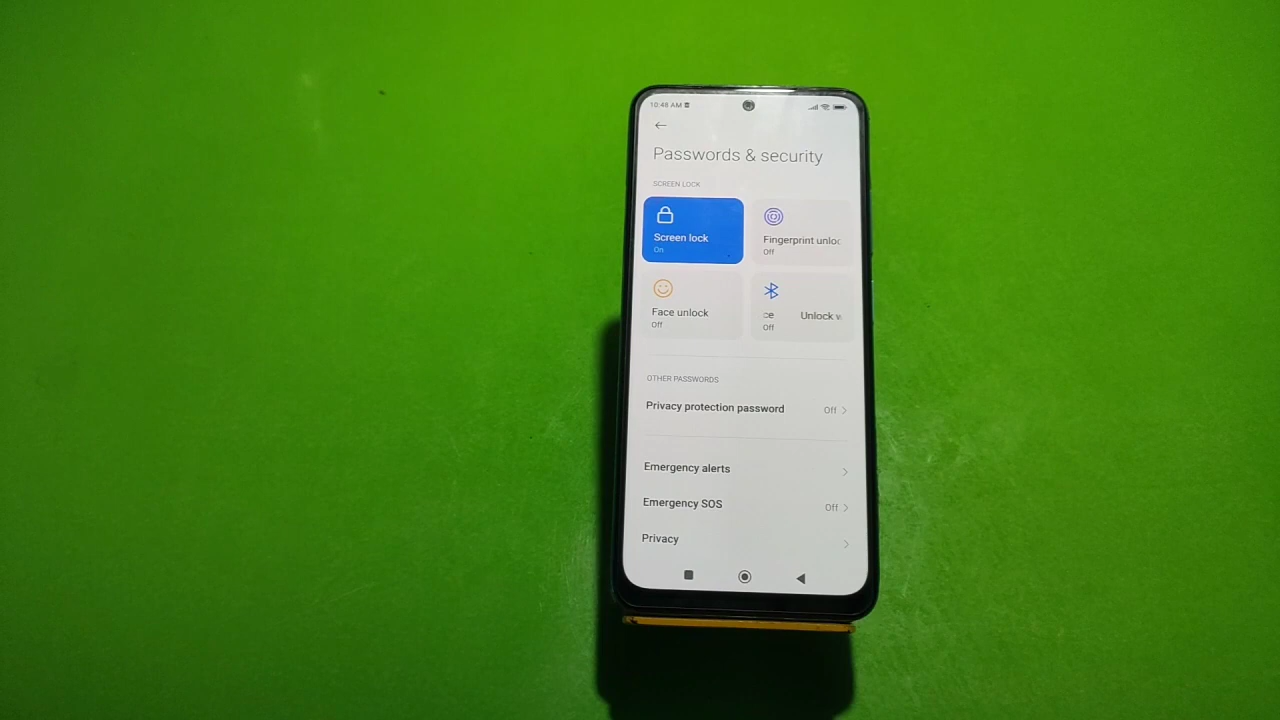 10:48 AM
Passwords & security
SCREEN LOCK
Screen lock
On
Fingerprint unloc
Off
Face unlock
Off
ce Unlock w
Off
OTHER PASSWORDS
Privacy protection password Off
Emergency alerts
Emergency SOS Off
Privacy